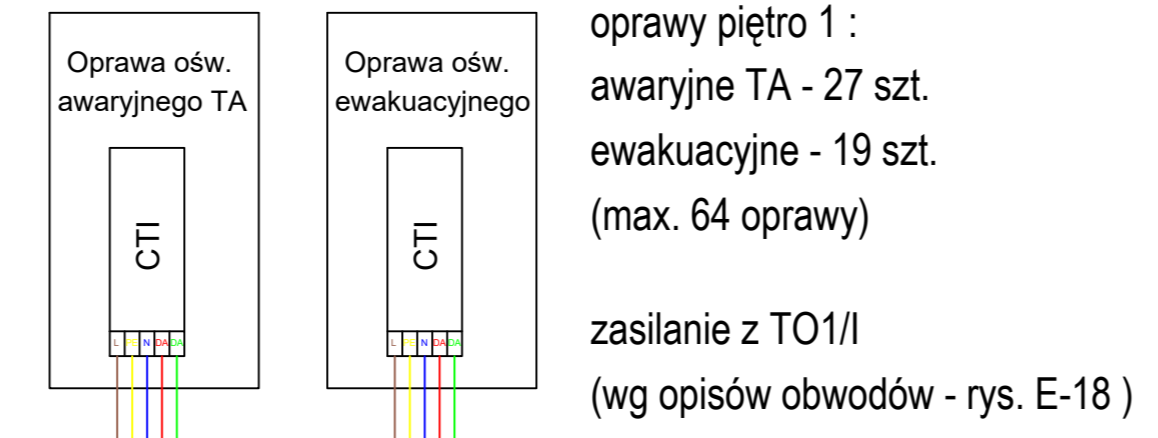 Oprawa ośw.
awaryjnego TA
CTI
L PE N DA DA
Oprawa ośw.
ewakuacyjnego
CTI
L PE N DA DA
oprawy piętro 1 :
awaryjne TA - 27 szt.
ewakuacyjne - 19 szt.
(max. 64 oprawy)
zasilanie z TO1/I
(wg opisów obwodów - rys. E-18 )